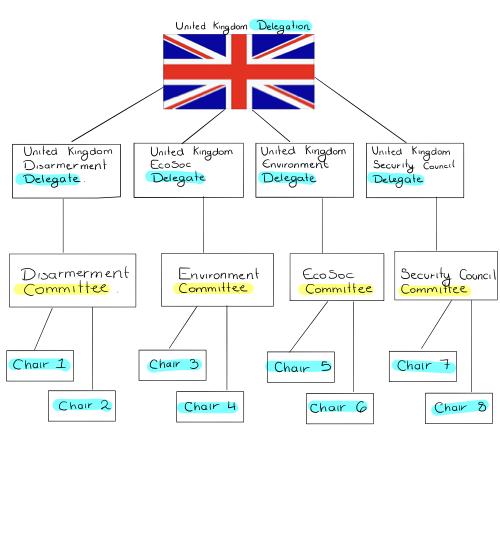 United Kingdom Delegation
United Kingdom
Disarmerment
Delegate.
United Kingdom
EcoSoc
Delegate
United Kingdom
Environment
Delegate
United Kingdom
Security Council
Delegate
Disarmerment
Committee.
Environment
Committee
EcoSoc
Committee
Security Council
Committee
Chair 1
Chair 2
Chair 3
Chair 4
Chair 5
Chair 6
Chair 7
Chair 8